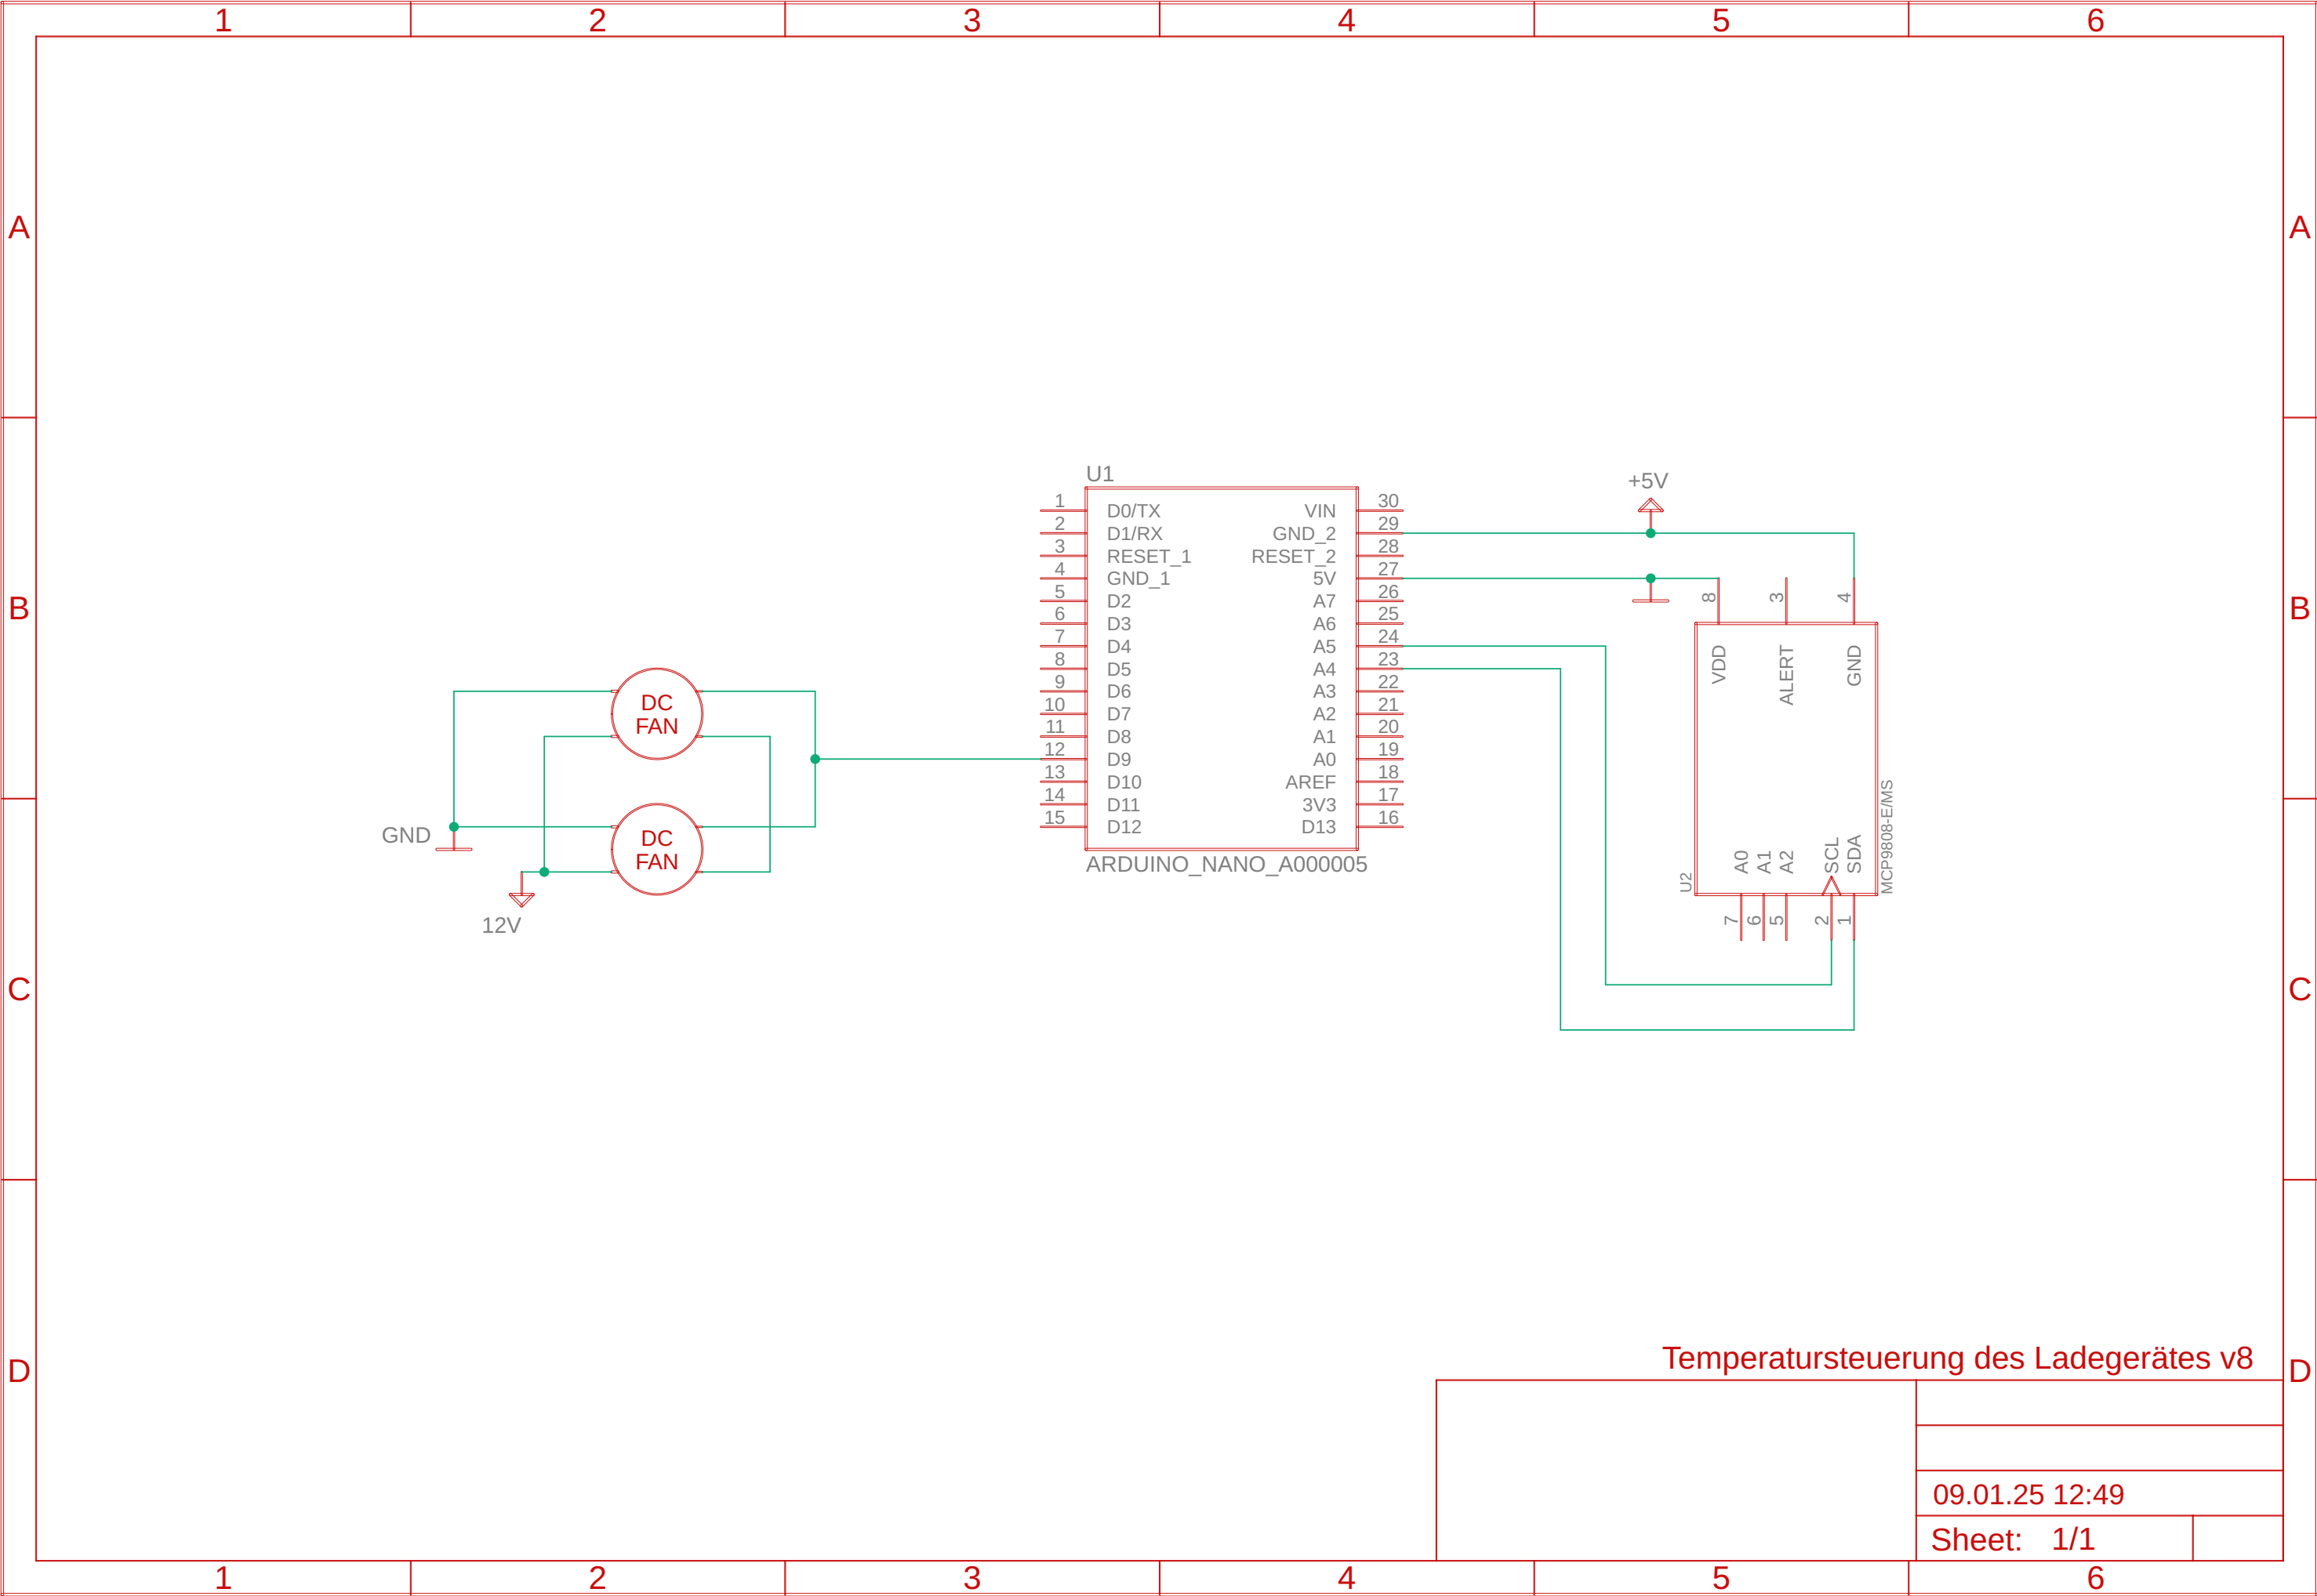 1 2 3 4 5 6
A A
B B
C C
D D
U1
1 D0/TX VIN 30
2 D1/RX GND_2 29
3 RESET_1 RESET_2 28
4 GND_1 5V 27
5 D2 A7 26
6 D3 A6 25
7 D4 A5 24
8 D5 A4 23
9 D6 A3 22
10 D7 A2 21
11 D8 A1 20
12 D9 A0 19
13 D10 AREF 18
14 D11 3V3 17
15 D12 D13 16
ARDUINO_NANO_A000005
DC
FAN
DC
FAN
GND
12V
+5V
8 3 4
VDD ALERT GND
A0 A1 A2 SCL SDA
7 6 5 2 1
U2
MCP9808-E/MS
Temperatursteuerung des Ladegerätes v8
09.01.25 12:49
Sheet: 1/1
1 2 3 4 5 6